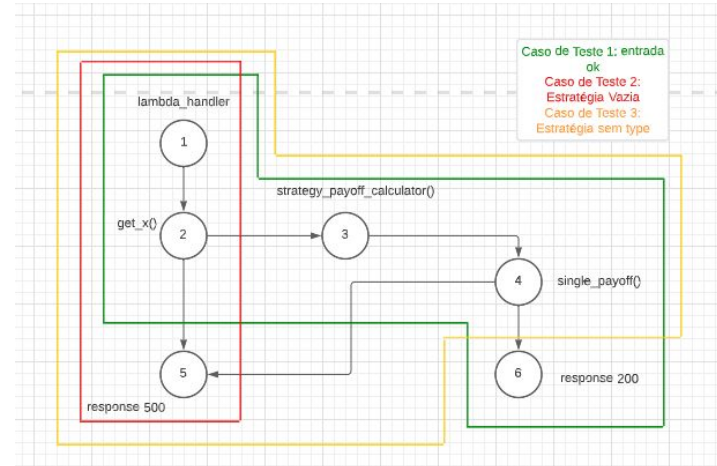 Caso de Teste 1: entrada
ok
Caso de Teste 2:
Estratégia Vazia
Caso de Teste 3:
Estratégia sem type
lambda_handler
1
strategy_payoff_calculator()
get_x()
2
3
4
single_payoff()
5
6
response 200
response 500